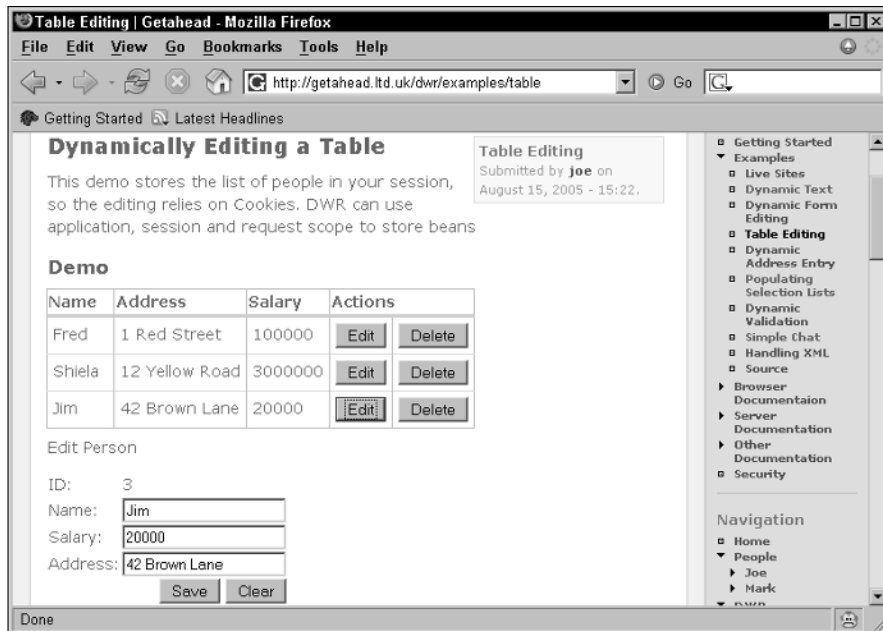 Table Editing | Getahead - Mozilla Firefox
File Edit View Go Bookmarks Tools Help
http://getahead.ltd.uk/dwr/examples/table Go G
Getting Started Latest Headlines
Dynamically Editing a Table
This demo stores the list of people in your session,
so the editing relies on Cookies. DWR can use
application, session and request scope to store beans
Table Editing
Submitted by joe on
August 15, 2005 - 15:22.
Demo
Name Address Salary Actions
Fred 1 Red Street 100000 Edit Delete
Shiela 12 Yellow Road 3000000 Edit Delete
Jim 42 Brown Lane 20000 Edit Delete
Edit Person
ID: 3
Name: Jim
Salary: 20000
Address: 42 Brown Lane
Save Clear
Getting Started
Examples
Live Sites
Dynamic Text
Dynamic Form
Editing
Table Editing
Dynamic
Address Entry
Populating
Selection Lists
Dynamic
Validation
Simple Chat
Handling XML
Source
Browser
Documentaion
Server
Documentation
Other
Documentation
Security
Navigation
Home
People
Joe
Mark
DWR
Done